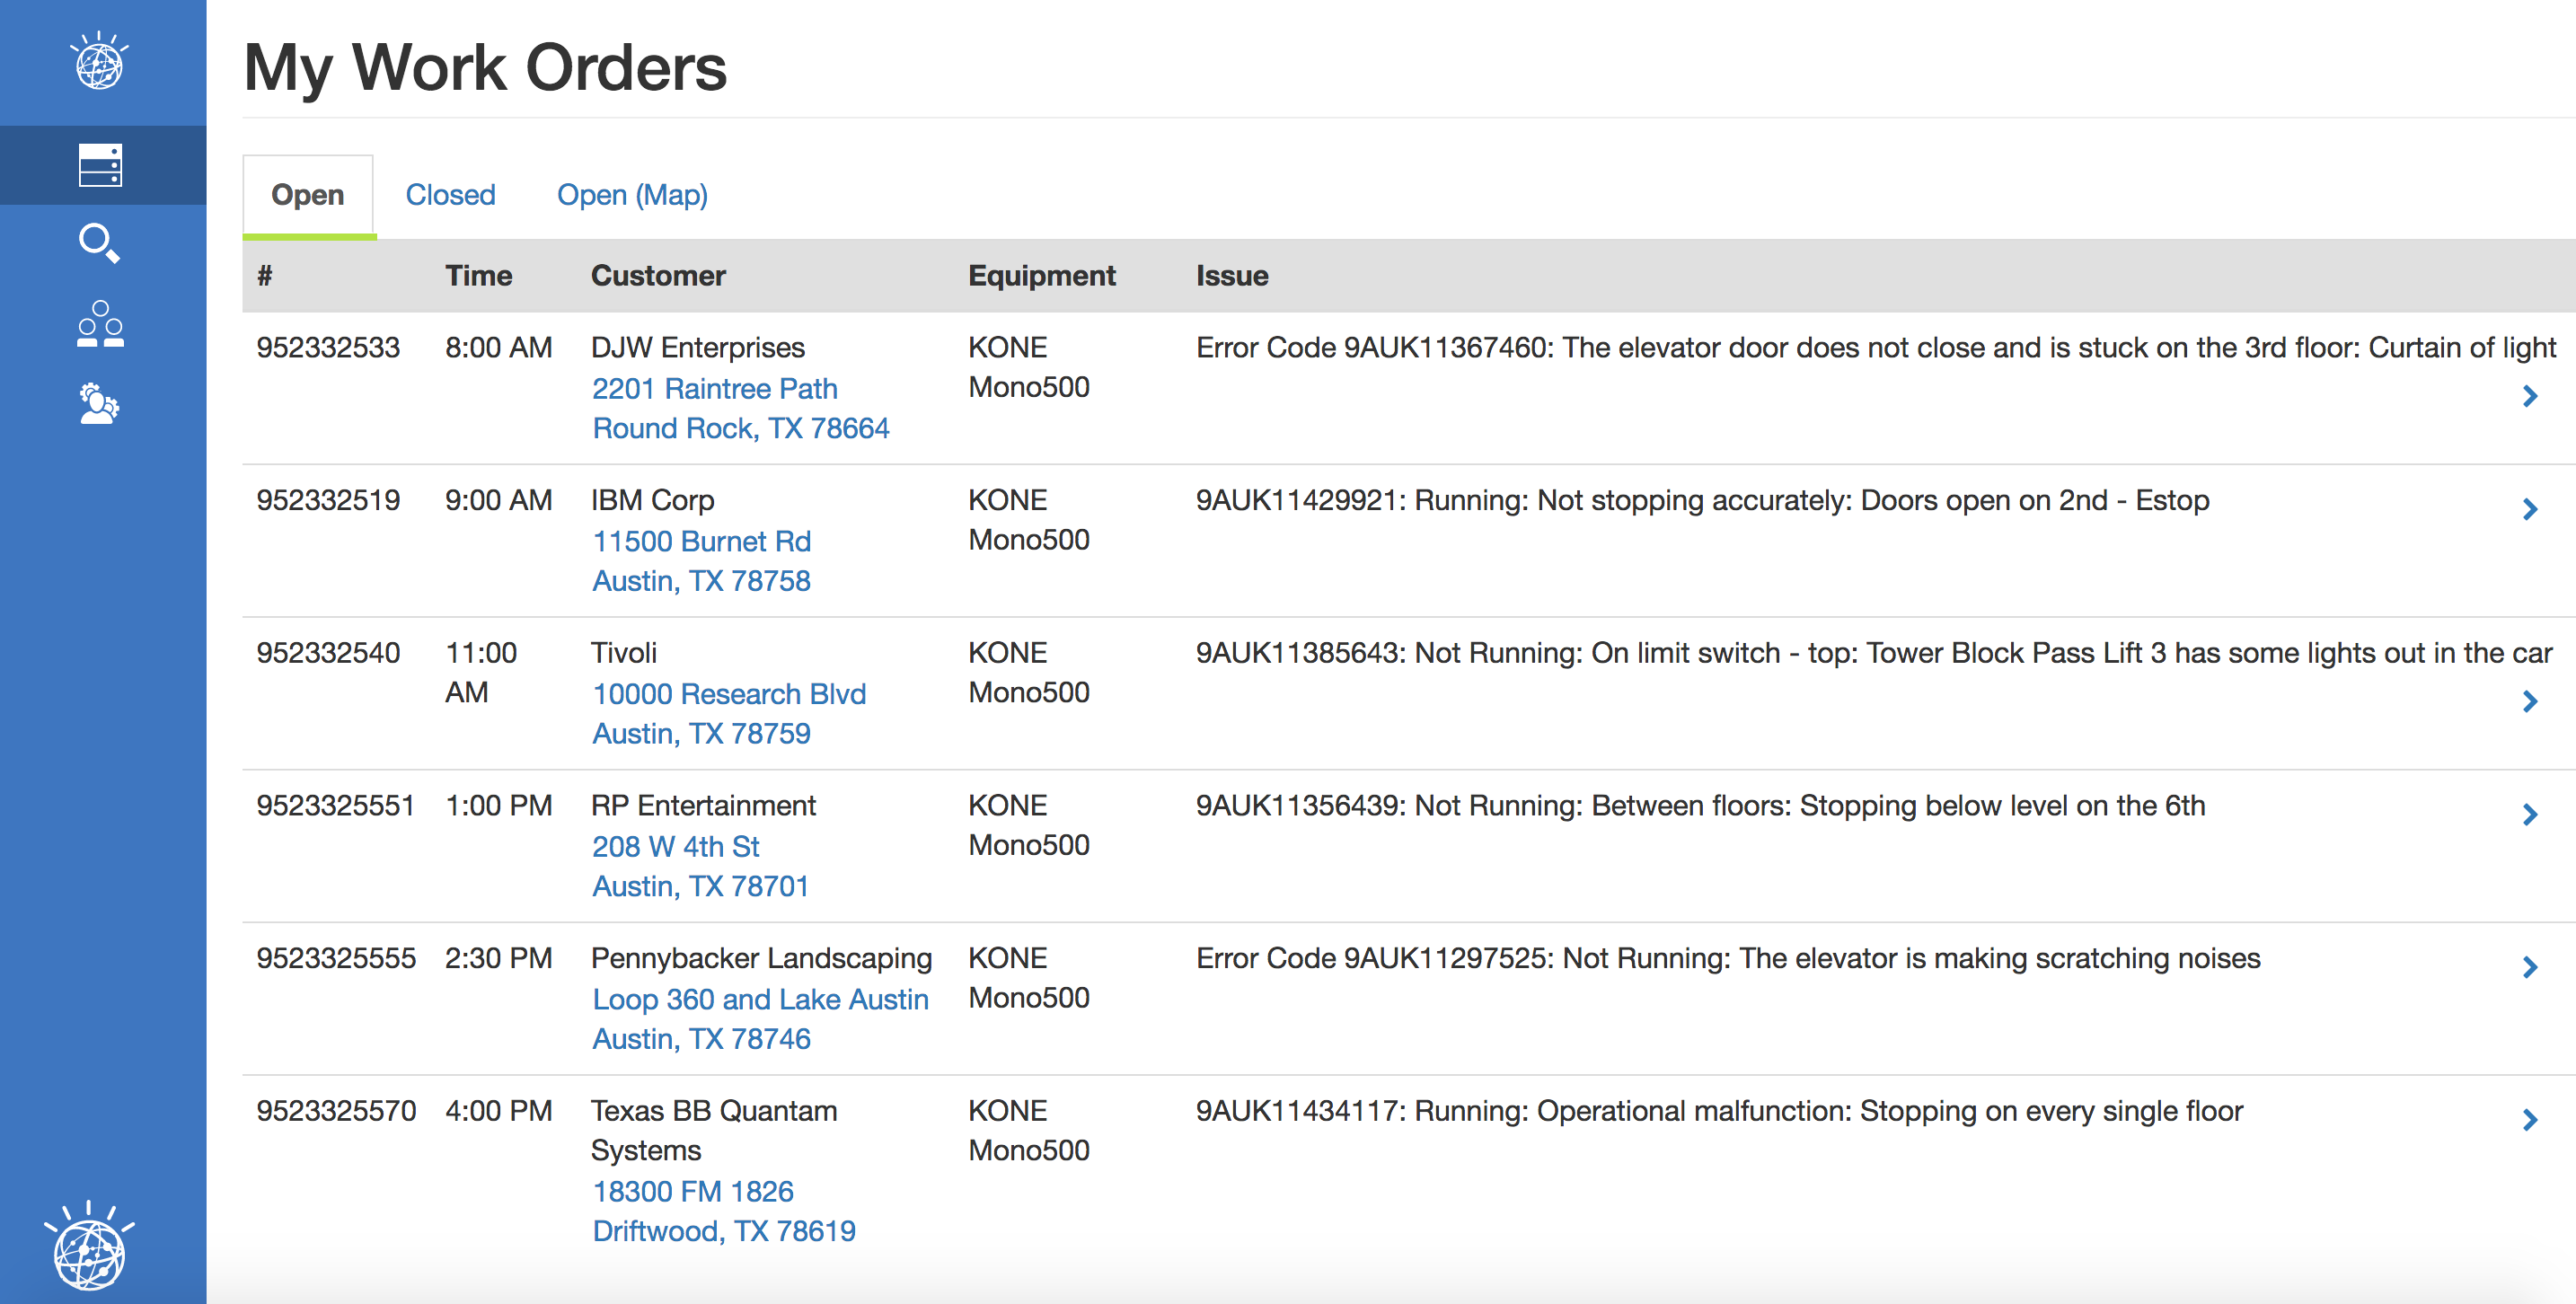 My Work Orders
Open Closed Open (Map)
# Time Customer Equipment Issue
952332533 8:00 AM DJW Enterprises KONE Error Code 9AUK11367460: The elevator door does not close and is stuck on the 3rd floor: Curtain of light
2201 Raintree Path Mono500
Round Rock, TX 78664
952332519 9:00 AM IBM Corp KONE 9AUK11429921: Running: Not stopping accurately: Doors open on 2nd - Estop
11500 Burnet Rd Mono500
Austin, TX 78758
952332540 11:00 Tivoli KONE 9AUK11385643: Not Running: On limit switch - top: Tower Block Pass Lift 3 has some lights out in the car
AM 10000 Research Blvd Mono500
Austin, TX 78759
9523325551 1:00 PM RP Entertainment KONE 9AUK11356439: Not Running: Between floors: Stopping below level on the 6th
208 W 4th St Mono500
Austin, TX 78701
9523325555 2:30 PM Pennybacker Landscaping KONE Error Code 9AUK11297525: Not Running: The elevator is making scratching noises
Loop 360 and Lake Austin Mono500
Austin, TX 78746
9523325570 4:00 PM Texas BB Quantam KONE 9AUK11434117: Running: Operational malfunction: Stopping on every single floor
Systems Mono500
18300 FM 1826
Driftwood, TX 78619